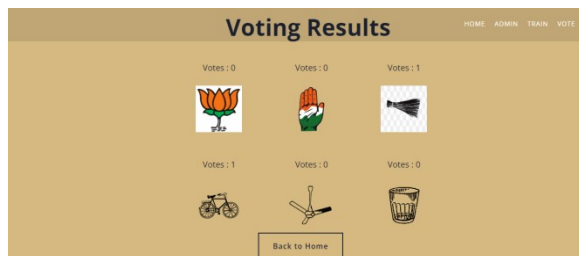 Voting Results
HOME ADMIN TRAIN VOTE
Votes : 0 Votes : 0 Votes : 1
Votes : 1 Votes : 0 Votes : 0
Back to Home